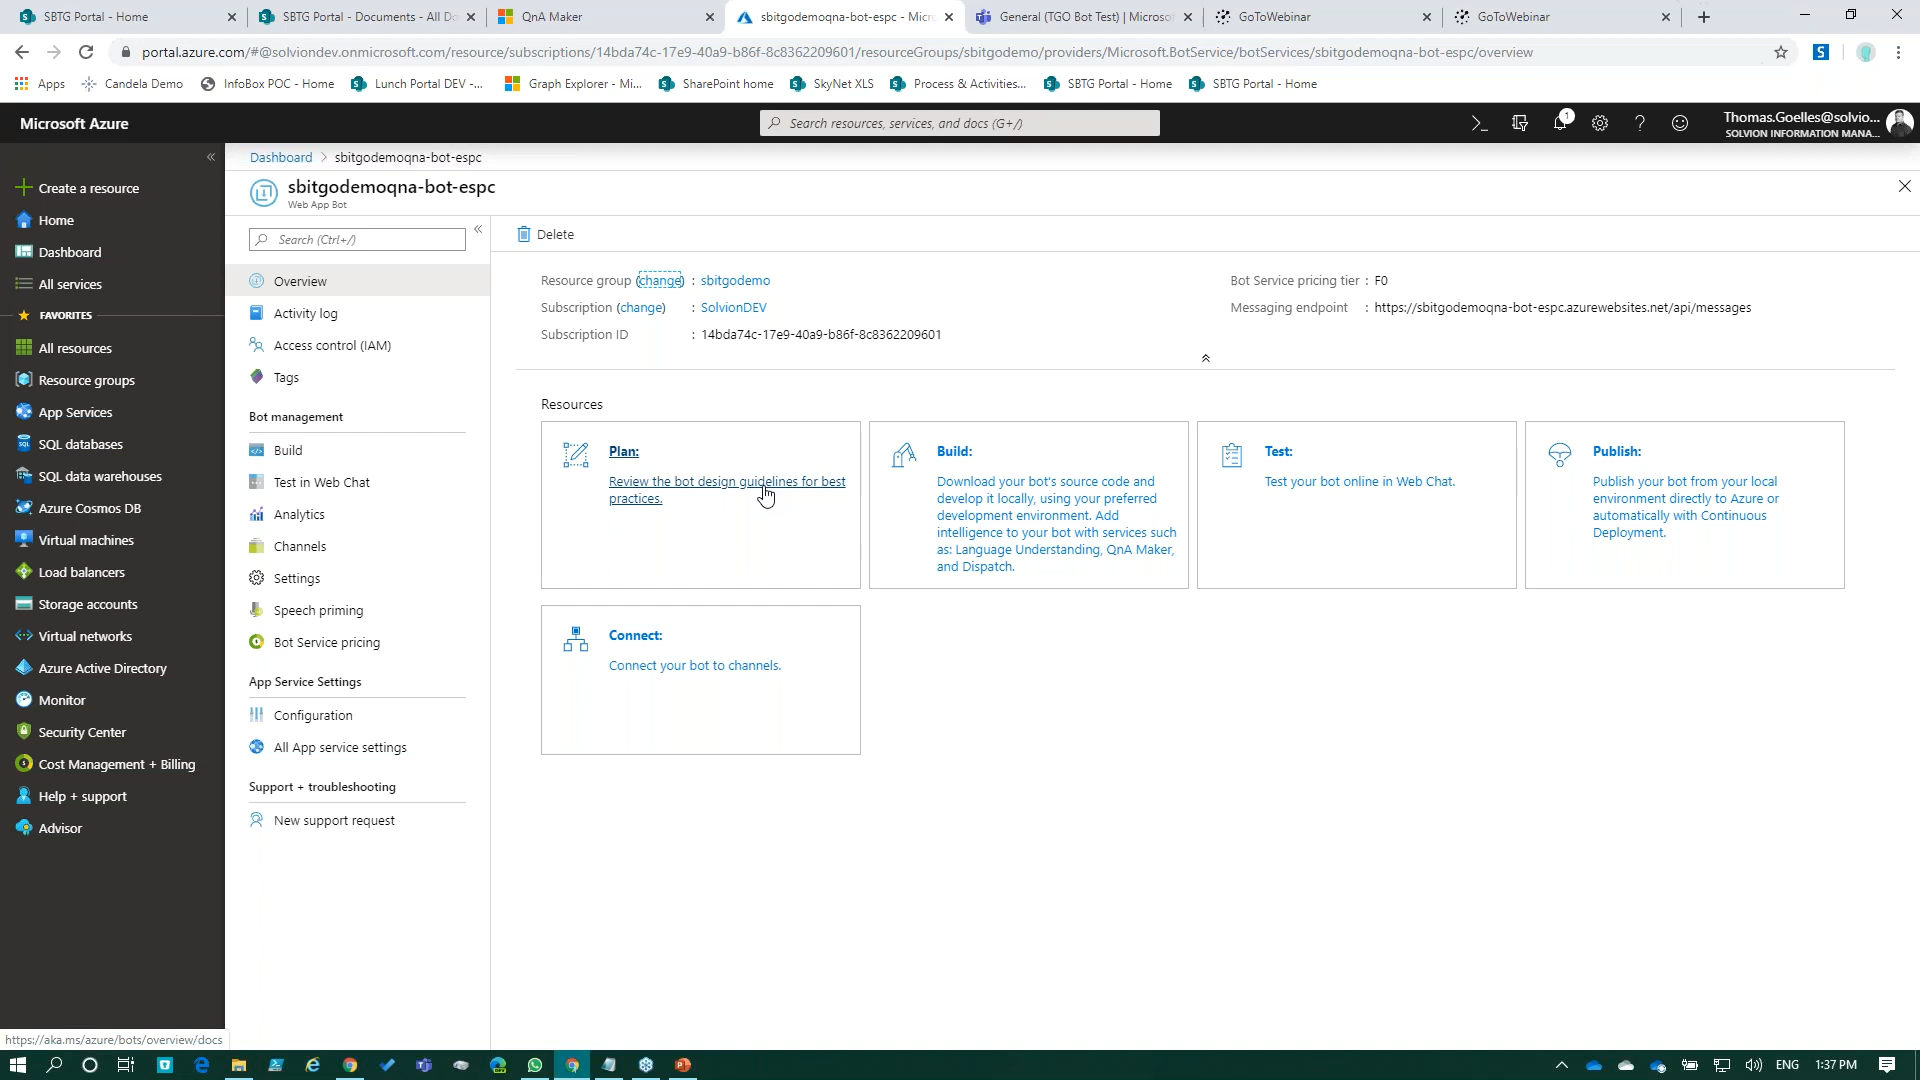 SBTG Portal - Home
SBTG Portal - Documents - All Do
QnA Maker
sbitgodemoqna-bot-espc - Micro
General (TGO Bot Test) | Microsof
GoToWebinar
GoToWebinar
portal.azure.com/#@solviondev.onmicrosoft.com/resource/subscriptions/14bda74c-17e9-40a9-b86f-8c8362209601/resourceGroups/sbitgodemo/providers/Microsoft.BotService/botServices/sbitgodemoqna-bot-espc/overview
Apps
Candela Demo
InfoBox POC - Home
Lunch Portal DEV -...
Graph Explorer - Mi...
SharePoint home
SkyNet XLS
Process & Activities...
SBTG Portal - Home
SBTG Portal - Home
Microsoft Azure
Search resources, services, and docs (G+/)
1
Thomas.Goelles@solvio...
SOLVION INFORMATION MANA...
Create a resource
Home
Dashboard
All services
FAVORITES
All resources
Resource groups
App Services
SQL databases
SQL data warehouses
Azure Cosmos DB
Virtual machines
Load balancers
Storage accounts
Virtual networks
Azure Active Directory
Monitor
Security Center
Cost Management + Billing
Help + support
Advisor
Dashboard > sbitgodemoqna-bot-espc
sbitgodemoqna-bot-espc
Web App Bot
Search (Ctrl+/)
Overview
Activity log
Access control (IAM)
Tags
Bot management
Build
Test in Web Chat
Analytics
Channels
Settings
Speech priming
Bot Service pricing
App Service Settings
Configuration
All App service settings
Support + troubleshooting
New support request
Delete
Resource group (change) : sbitgodemo
Subscription (change) : SolvionDEV
Subscription ID : 14bda74c-17e9-40a9-b86f-8c8362209601
Bot Service pricing tier : F0
Messaging endpoint : https://sbitgodemoqna-bot-espc.azurewebsites.net/api/messages
Resources
Plan:
Review the bot design guidelines for best
practices.
Build:
Download your bot's source code and
develop it locally, using your preferred
development environment. Add
intelligence to your bot with services such
as: Language Understanding, QnA Maker,
and Dispatch.
Test:
Test your bot online in Web Chat.
Publish:
Publish your bot from your local
environment directly to Azure or
automatically with Continuous
Deployment.
Connect:
Connect your bot to channels.
https://aka.ms/azure/bots/overview/docs
ENG
1:37 PM